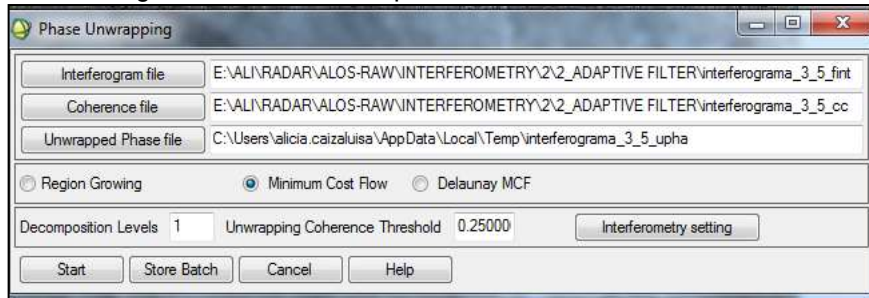 Phase Unwrapping
Interferogram file E:\ALI\RADAR\ALOS-RAW\INTERFEROMETRY\2\2_ADAPTIVE FILTER\interferograma_3_5_fint
Coherence file E:\ALI\RADAR\ALOS-RAW\INTERFEROMETRY\2\2_ADAPTIVE FILTER\interferograma_3_5_cc
Unwrapped Phase file C:\Users\alicia.caizaluisa\AppData\Local\Temp\interferograma_3_5_upha
Region Growing Minimum Cost Flow Delaunay MCF
Decomposition Levels 1 Unwrapping Coherence Threshold 0.25000 Interferometry setting
Start Store Batch Cancel Help